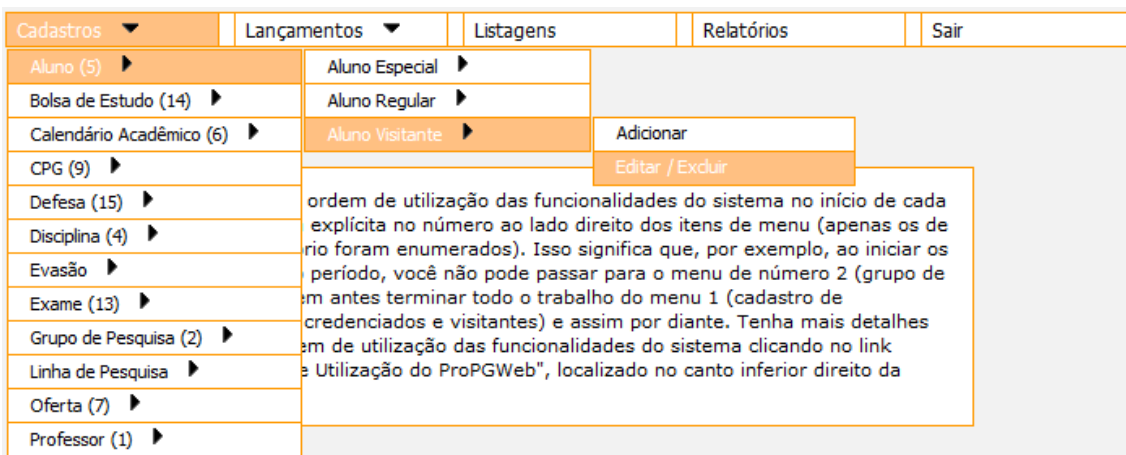 Cadastros Lançamentos Listagens Relatórios Sair
Aluno (5)
Bolsa de Estudo (14)
Calendário Acadêmico (6)
CPG (9)
Defesa (15)
Disciplina (4)
Evasão
Exame (13)
Grupo de Pesquisa (2)
Linha de Pesquisa
Oferta (7)
Professor (1)
Aluno Especial
Aluno Regular
Aluno Visitante
Adicionar
Editar / Excluir
ordem de utilização das funcionalidades do sistema no início de cada
explícita no número ao lado direito dos itens de menu (apenas os de
foram enumerados). Isso significa que, por exemplo, ao iniciar os
período, você não pode passar para o menu de número 2 (grupo de
antes terminar todo o trabalho do menu 1 (cadastro de
credenciados e visitantes) e assim por diante. Tenha mais detalhes
de utilização das funcionalidades do sistema clicando no link
Utilização do ProPGWeb", localizado no canto inferior direito da